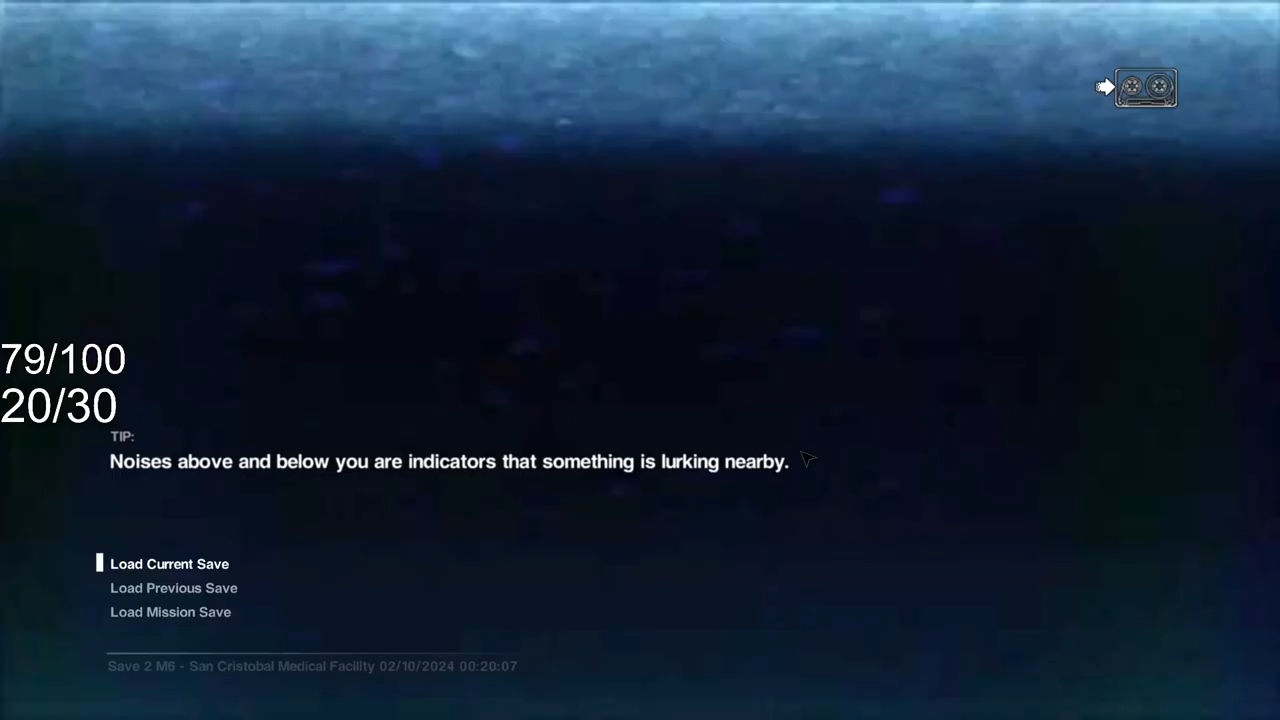 79/100
20/30
TIP:
Noises above and below you are indicators that something is lurking nearby.
Load Current Save
Load Previous Save
Load Mission Save
Save 2 M6 - San Cristobal Medical Facility 02/10/2024 00:20:07